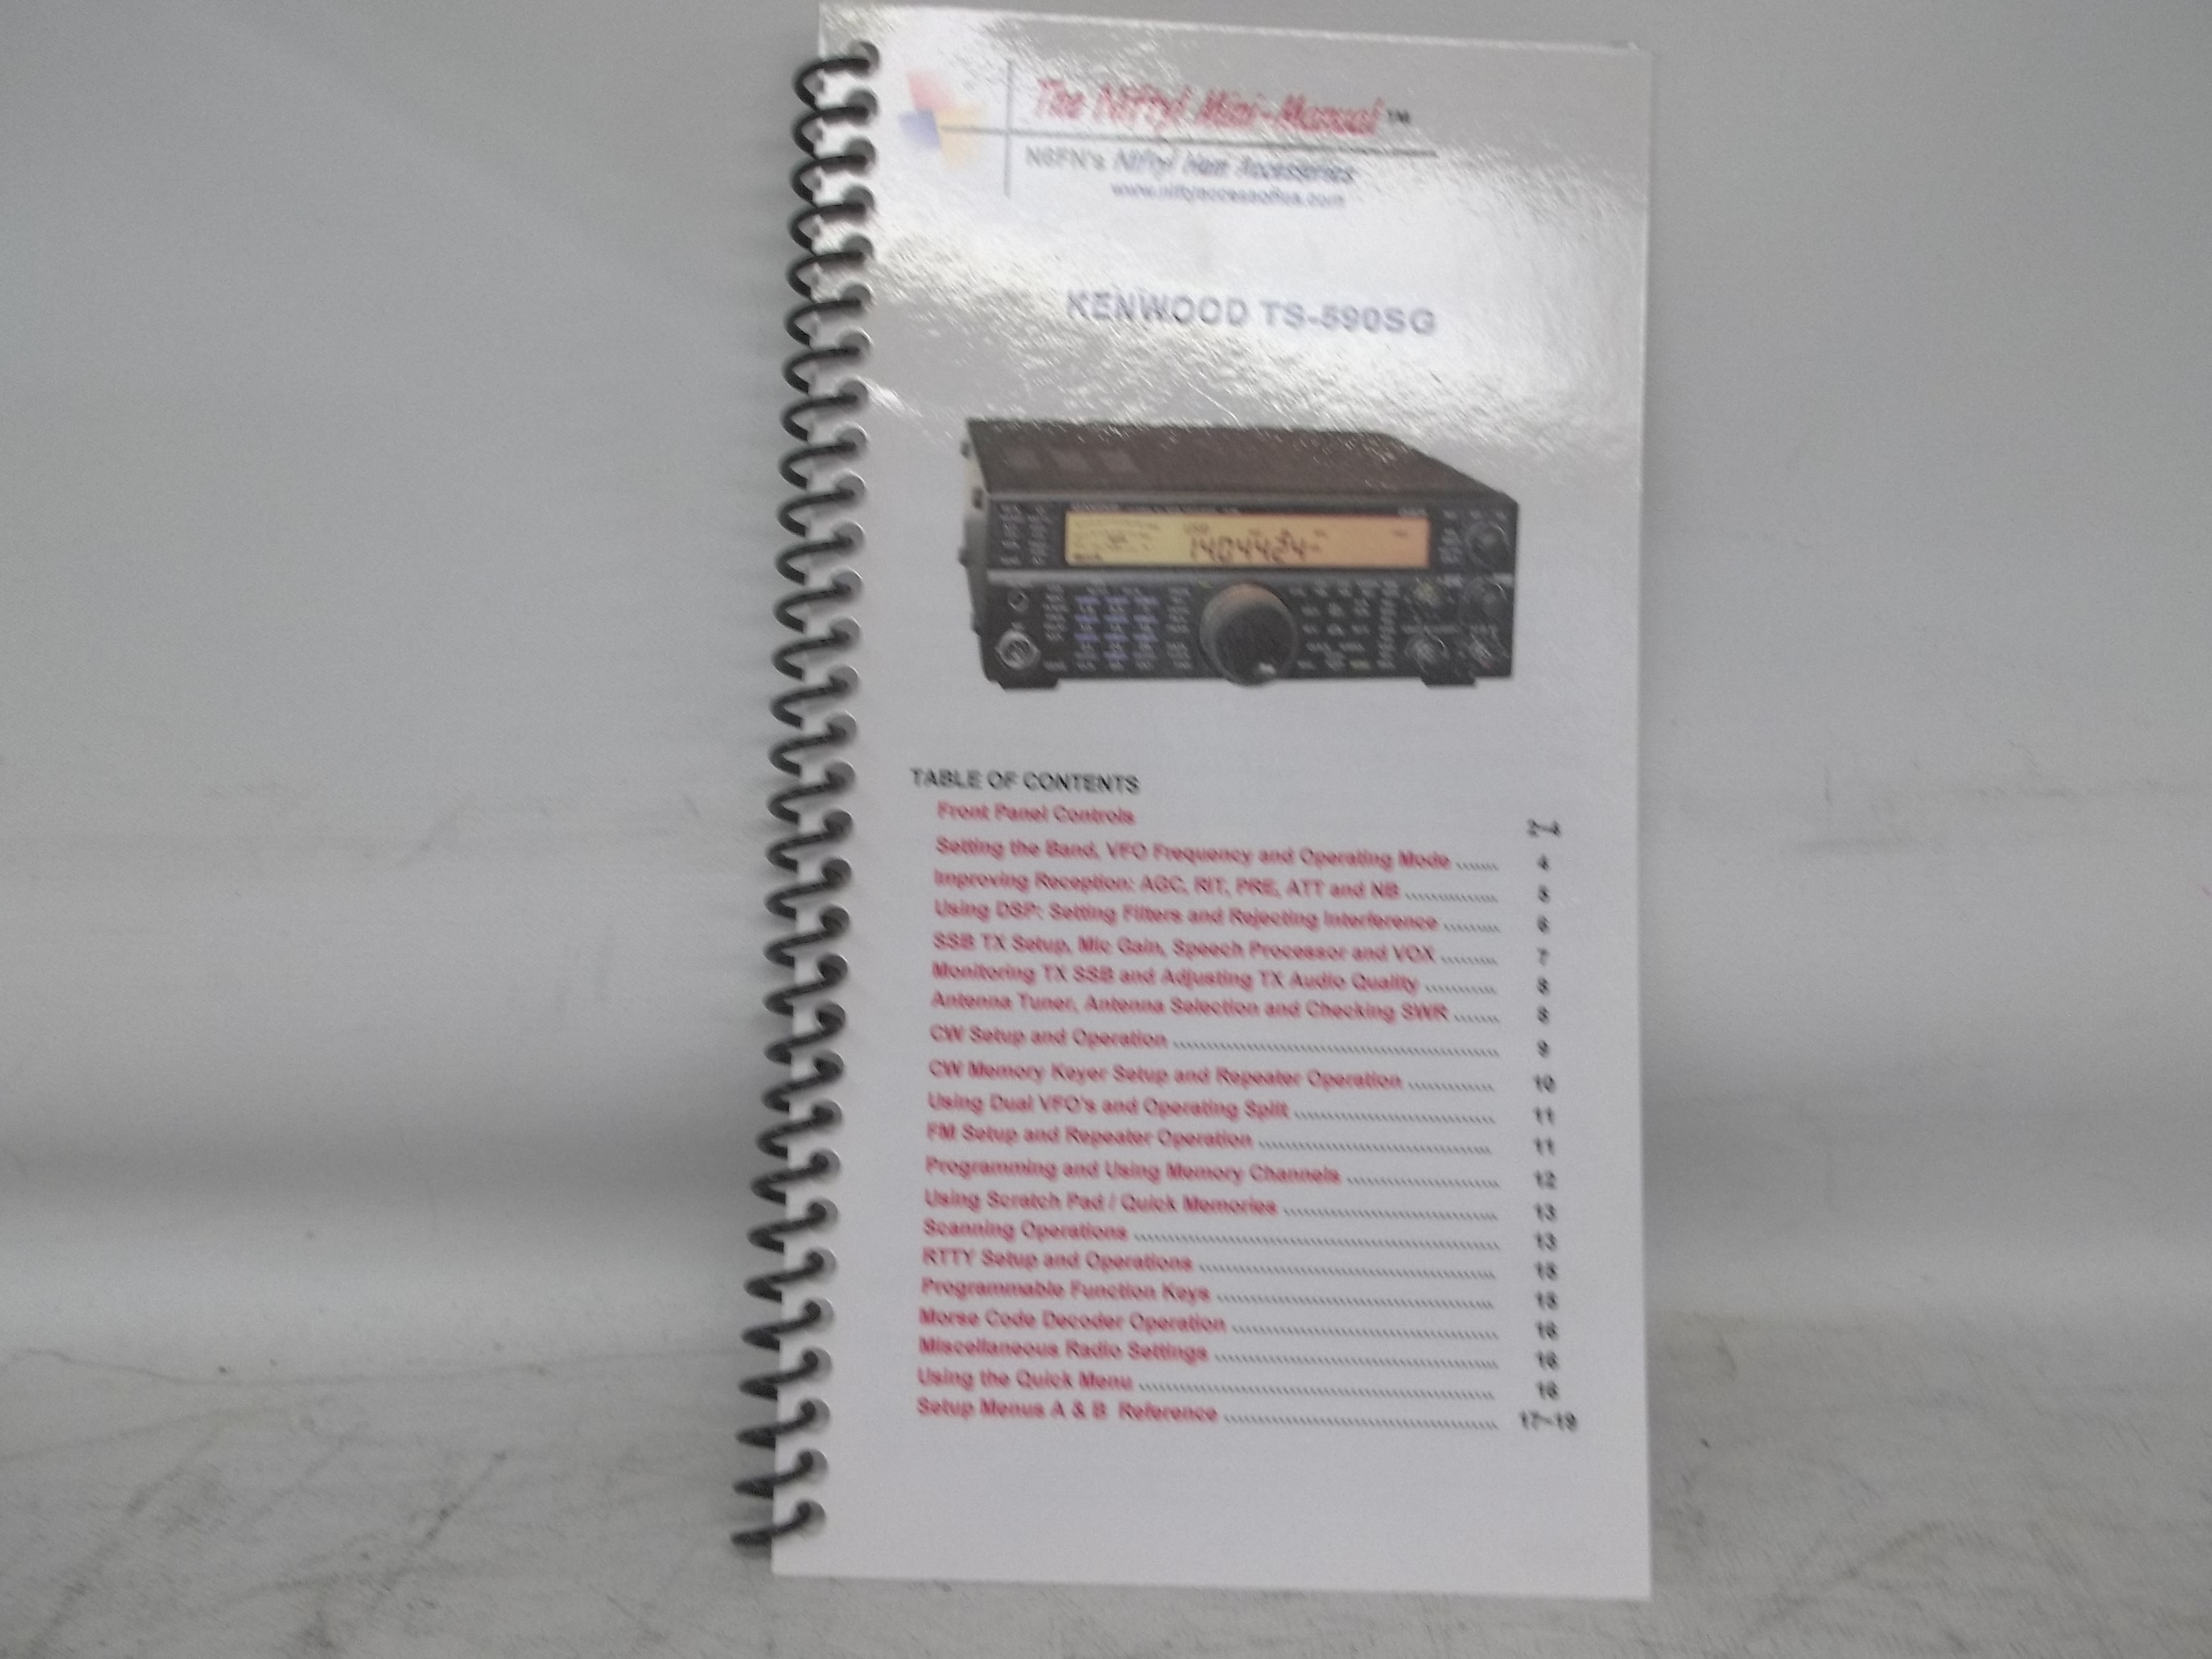 The Nifty! Mini-Manual™
N6FN's Nifty! Ham Accessories
www.niftyaccessories.com
KENWOOD TS-590SG
TABLE OF CONTENTS
Front Panel Controls 2-4
Setting the Band, VFO Frequency and Operating Mode ....... 4
Improving Reception: AGC, RIT, PRE, ATT and NB ............... 5
Using DSP: Setting Filters and Rejecting Interference ......... 6
SSB TX Setup, Mic Gain, Speech Processor and VOX ......... 7
Monitoring TX SSB and Adjusting TX Audio Quality ............ 8
Antenna Tuner, Antenna Selection and Checking SWR ....... 8
CW Setup and Operation ..................................................... 9
CW Memory Keyer Setup and Repeater Operation ............. 10
Using Dual VFO's and Operating Split ................................ 11
FM Setup and Repeater Operation ..................................... 11
Programming and Using Memory Channels ........................ 12
Using Scratch Pad / Quick Memories .................................. 13
Scanning Operations .......................................................... 13
RTTY Setup and Operations ............................................... 15
Programmable Function Keys ............................................ 15
Morse Code Decoder Operation .......................................... 16
Miscellaneous Radio Settings ............................................. 16
Using the Quick Menu ........................................................ 16
Setup Menus A & B Reference ............................................ 17-19